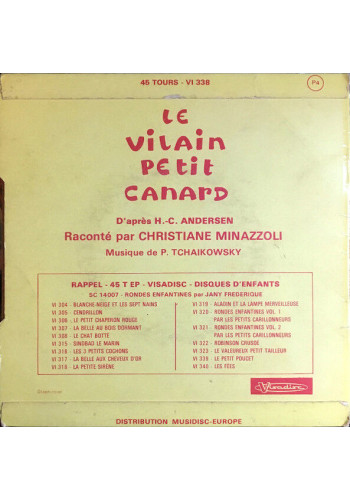 45 TOURS - VI 338
P4
LE
VILAIN
PETIT
CANARD
D'après H.-C. ANDERSEN
Raconté par CHRISTIANE MINAZZOLI
Musique de P. TCHAIKOWSKY
RAPPEL - 45 T EP - VISADISC - DISQUES D'ENFANTS
SC 14007 - RONDES ENFANTINES par JANY FREDERIQUE
VI 304 - BLANCHE-NEIGE ET LES SEPT NAINS
VI 305 - CENDRILLON
VI 306 - LE PETIT CHAPERON ROUGE
VI 307 - LA BELLE AU BOIS DORMANT
VI 308 - LE CHAT BOTTÉ
VI 315 - SINDBAD LE MARIN
VI 316 - LES 3 PETITS COCHONS
VI 317 - LA BELLE AUX CHEVEUX D'OR
VI 318 - LA PETITE SIRÈNE
VI 319 - ALADIN ET LA LAMPE MERVEILLEUSE
VI 320 - RONDES ENFANTINES VOL. 1
PAR LES PETITS CARILLONNEURS
VI 321 - RONDES ENFANTINES VOL. 2
PAR LES PETITS CARILLONNEURS
VI 322 - ROBINSON CRUSOÉ
VI 323 - LE VALEUREUX PETIT TAILLEUR
VI 339 - LE PETIT POUCET
VI 340 - LES FÉES
Visadisc
DISTRIBUTION MUSIDISC-EUROPE